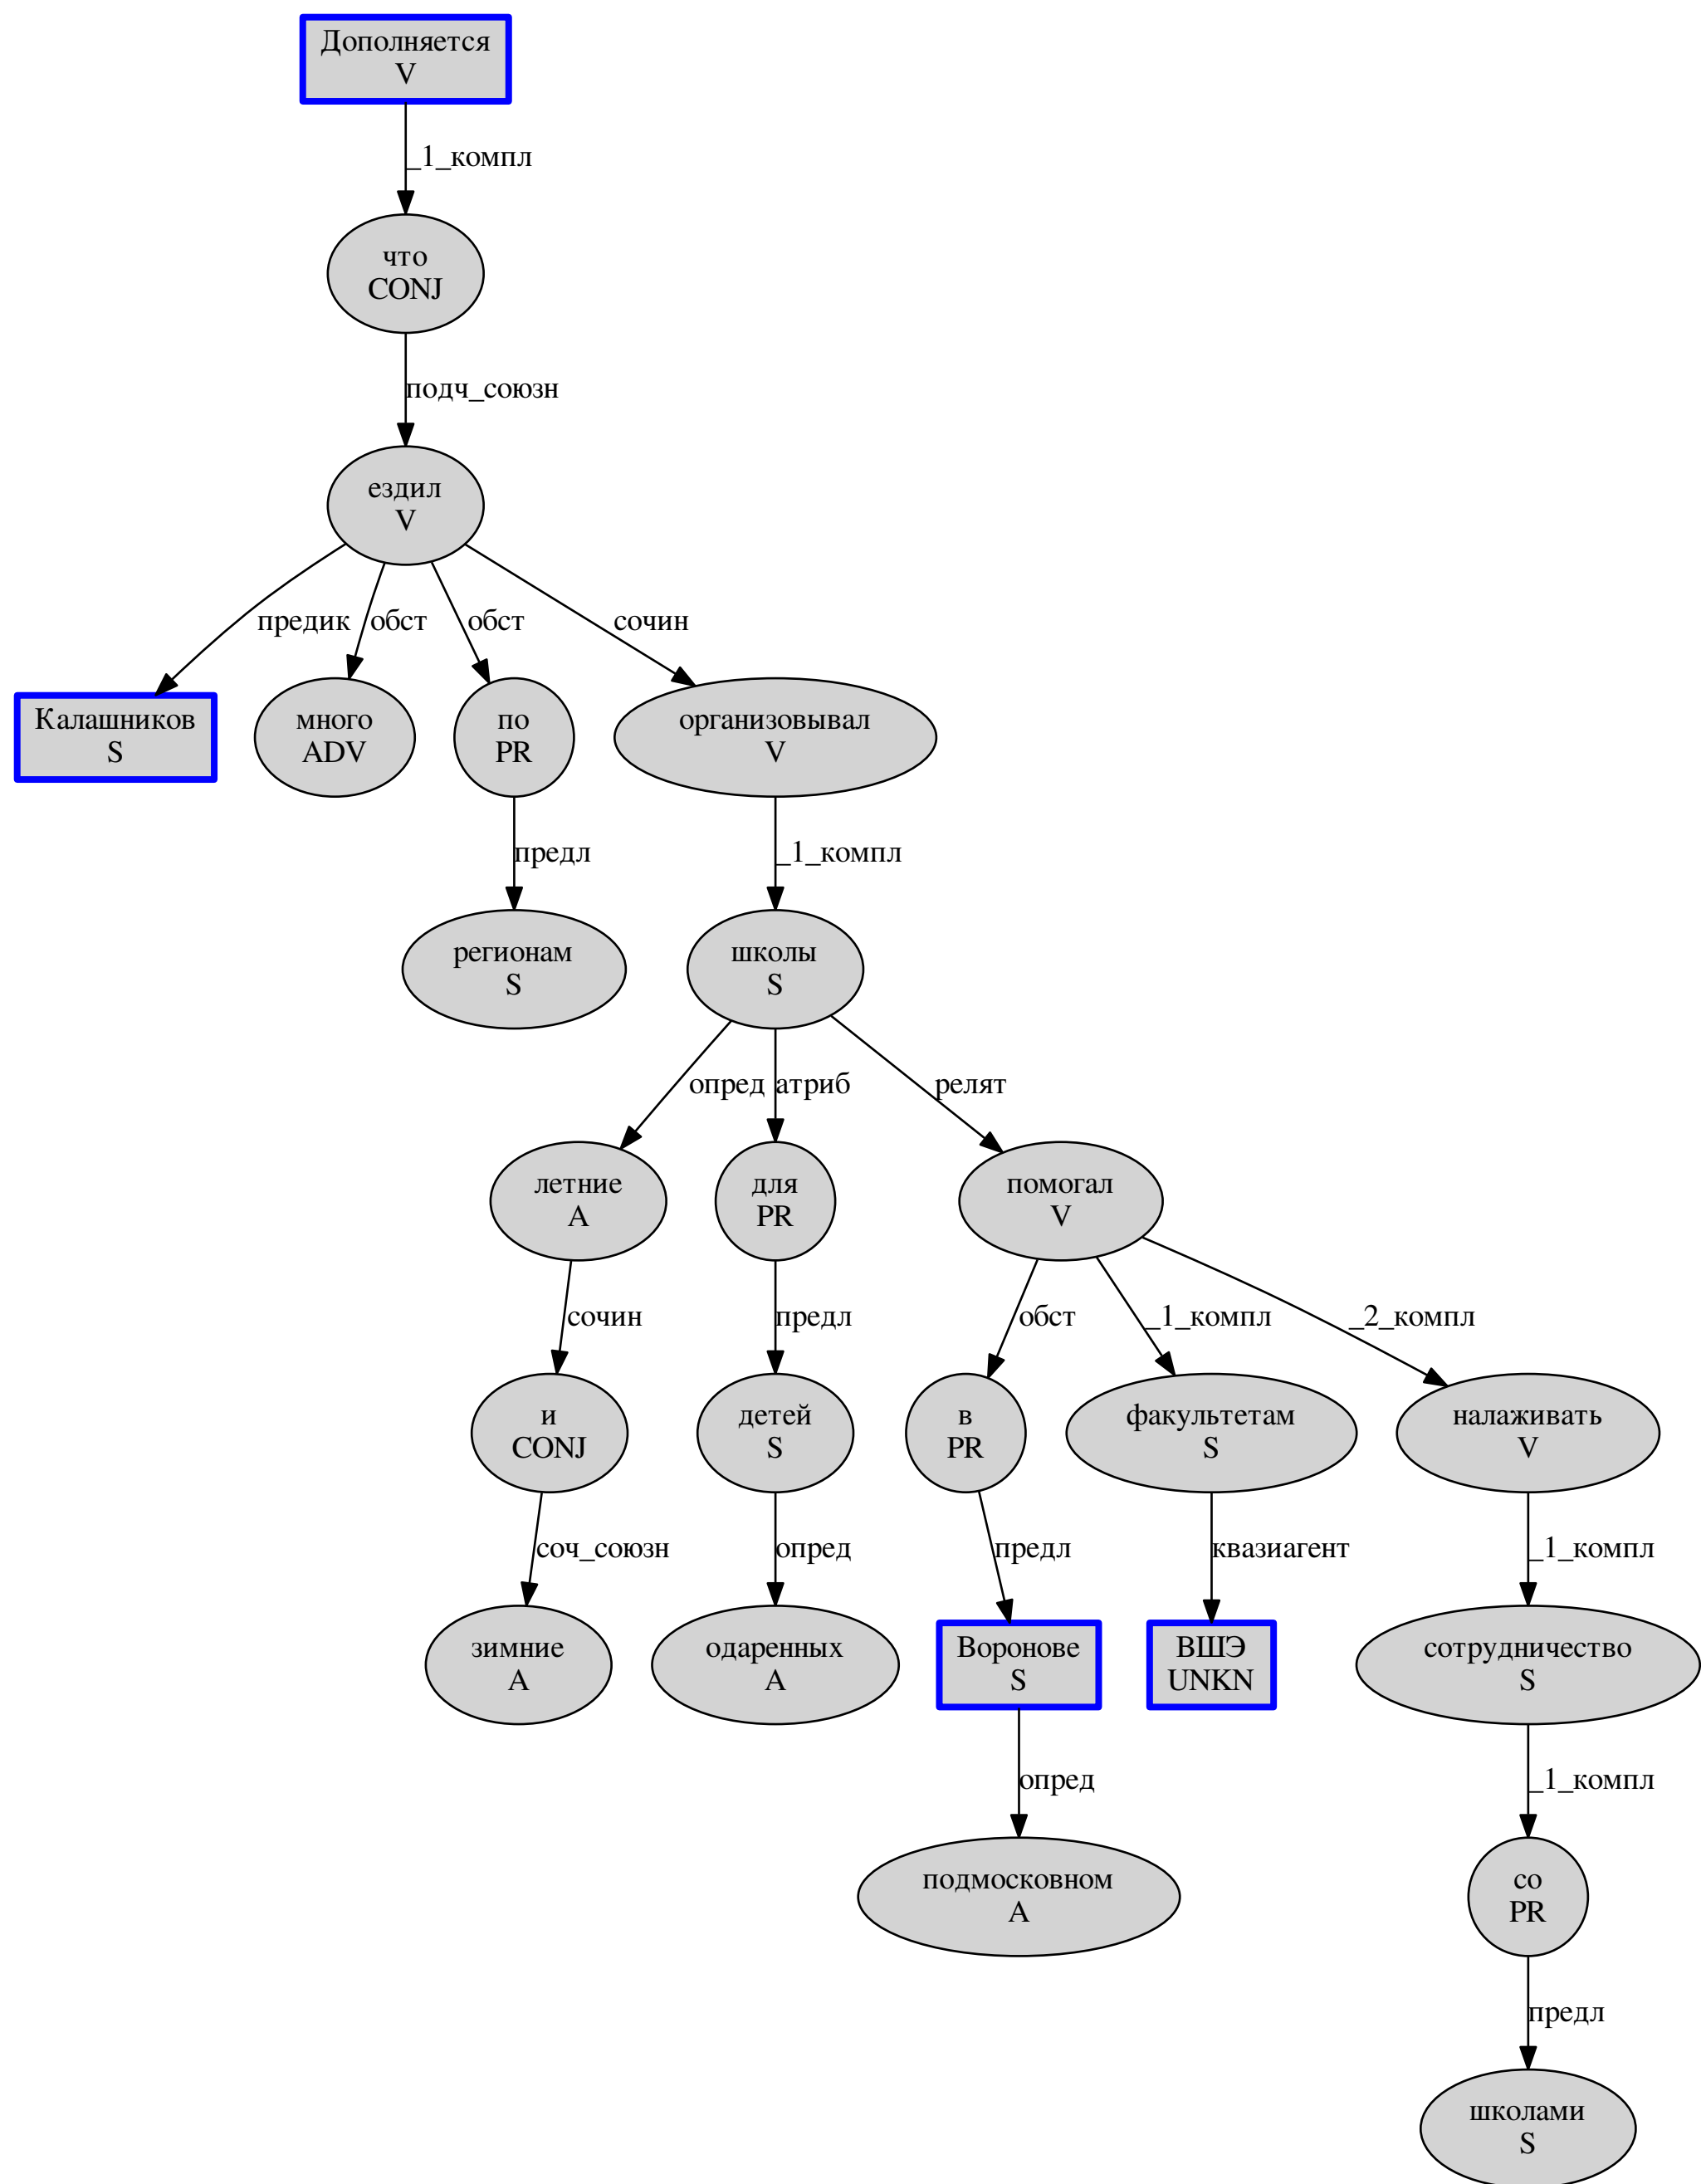 Дополняется
V
_1_компл
что
CONJ
подч_союзн
ездил
V
предик
обст
обст
сочин
Калашников
S
много
ADV
по
PR
организовывал
V
предл
_1_компл
регионам
S
школы
S
опред
атриб
релят
летние
A
для
PR
помогал
V
сочин
предл
обст
_1_компл
_2_компл
и
CONJ
детей
S
в
PR
факультетам
S
налаживать
V
соч_союзн
опред
предл
квазиагент
_1_компл
зимние
A
одаренных
A
Воронове
S
ВШЭ
UNKN
сотрудничество
S
опред
_1_компл
подмосковном
A
со
PR
предл
школами
S